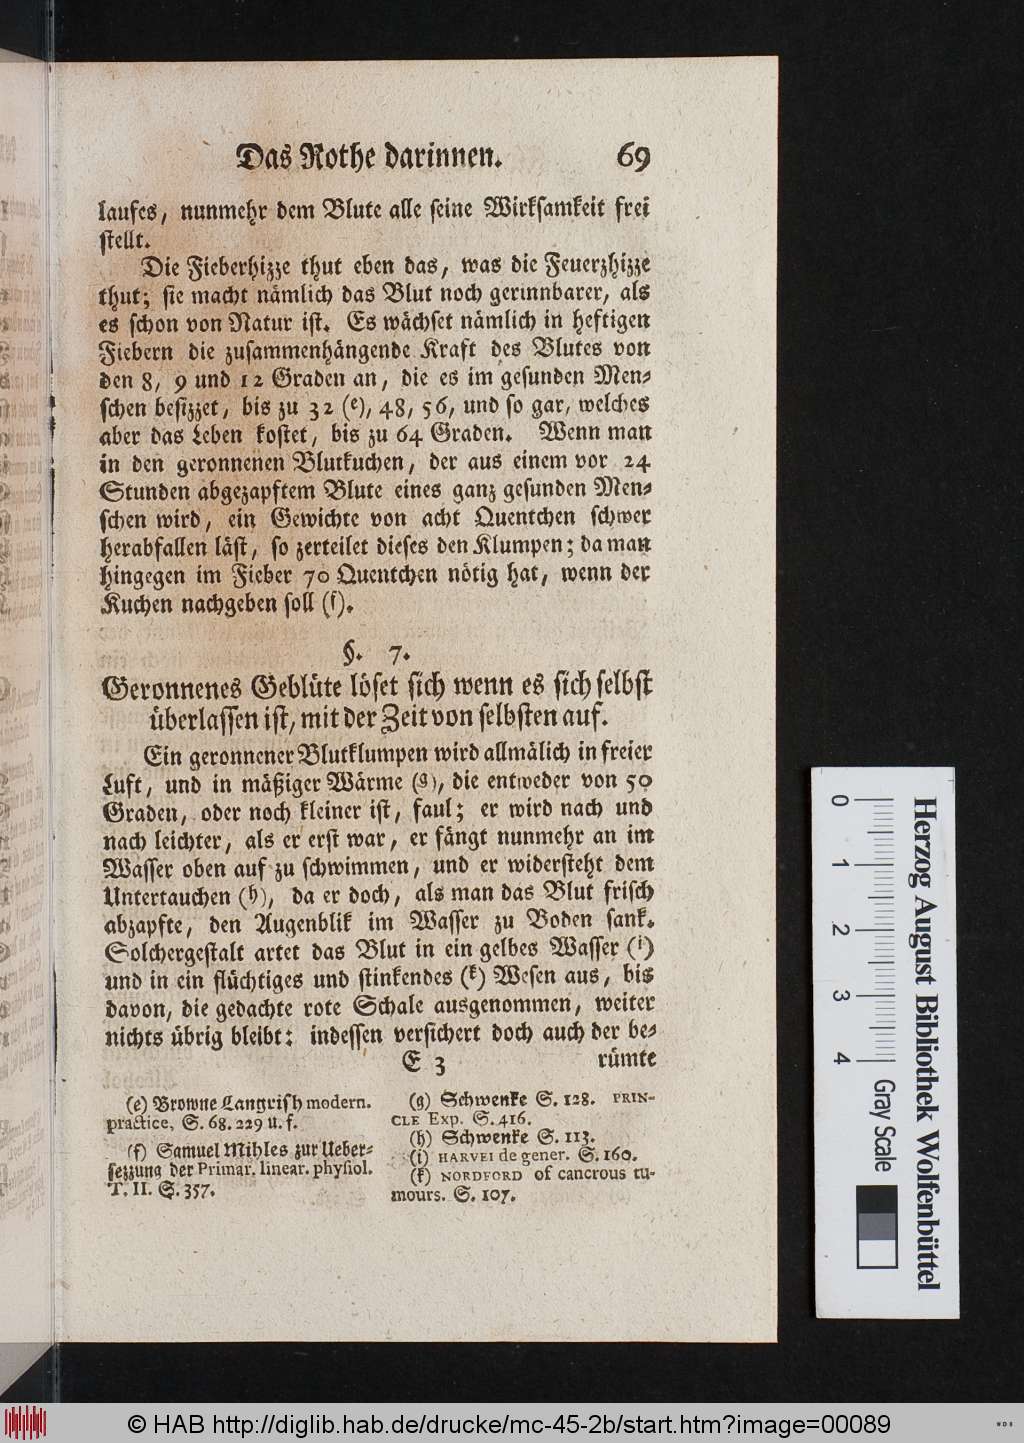 Das Rothe darinnen. 69
laufes, nunmehr dem Blute alle seine Wirksamkeit frei
stellt.
Die Fieberhizze thut eben das, was die Feuerzhizze
thut; sie macht nämlich das Blut noch gerinnbarer, als
es schon von Natur ist. Es wächset nämlich in heftigen
Fiebern die zusammenhängende Kraft des Blutes von
den 8, 9 und 12 Graden an, die es im gesunden Men-
schen besizzet, bis zu 32 (e), 48, 56, und so gar, welches
aber das Leben kostet, bis zu 64 Graden. Wenn man
in den geronnenen Blutkuchen, der aus einem vor 24
Stunden abgezapftem Blute eines ganz gesunden Men-
schen wird, ein Gewichte von acht Quentchen schwer
herabfallen läst, so zerteilet dieses den Klumpen; da man
hingegen im Fieber 70 Quentchen nötig hat, wenn der
Kuchen nachgeben soll (f).
§. 7.
Geronnenes Geblüte löset sich wenn es sich selbst
überlassen ist, mit der Zeit von selbsten auf.
Ein geronnener Blutklumpen wird allmälich in freier
Luft, und in mäßiger Wärme (g), die entweder von 50
Graden, oder noch kleiner ist, faul; er wird nach und
nach leichter, als er erst war, er fängt nunmehr an im
Wasser oben auf zu schwimmen, und er widersteht dem
Untertauchen (h), da er doch, als man das Blut frisch
abzapfte, den Augenblik im Wasser zu Boden sank.
Solchergestalt artet das Blut in ein gelbes Wasser (i)
und in ein flüchtiges und stinkendes (k) Wesen aus, bis
davon, die gedachte rote Schale ausgenommen, weiter
nichts übrig bleibt: indessen versichert doch auch der be-
E 3 rümte
(e) Browne Langrish modern.
practice, S. 68. 229 u. f.
(f) Samuel Mihles zur Ueber-
sezzung der Primar. linear. physiol.
T. II. S. 357.
(g) Schwenke S. 128. PRIN-
CLE Exp. S. 416.
(h) Schwenke S. 113.
(i) HARVEI de gener. S. 160.
(k) NORDFORD of cancrous tu-
mours. S. 107.
0 1 2 3 4
Gray Scale
Herzog August Bibliothek Wolfenbüttel
© HAB http://diglib.hab.de/drucke/mc-45-2b/start.htm?image=00089